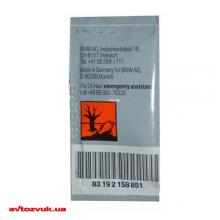 BMW AG, Industriestrasse 14,
CH-8157 Dielsdorf,
Tel. +41 58 269-1111
Made in Germany for BMW AG,
D-80788 Munich
For 24-hour emergency assistance
call +49 89 382-76333
83 19 2 158 851
avtozvuk.ua